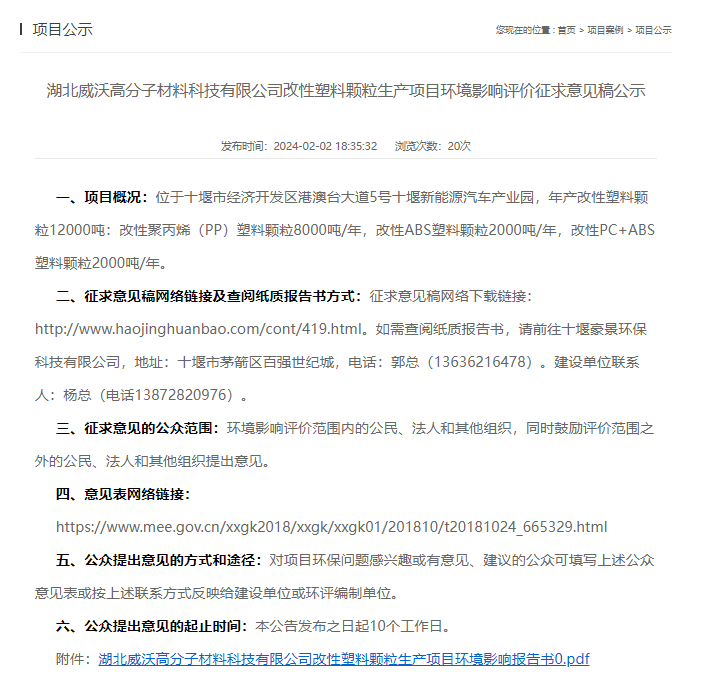 项目公示
您现在的位置：首页 > 项目案例 > 项目公示
湖北威沃高分子材料科技有限公司改性塑料颗粒生产项目环境影响评价征求意见稿公示
发布时间：2024-02-02 18:35:32 浏览次数：20次
一、项目概况：位于十堰市经济开发区港澳台大道5号十堰新能源汽车产业园，年产改性塑料颗
粒12000吨：改性聚丙烯（PP）塑料颗粒8000吨/年，改性ABS塑料颗粒2000吨/年，改性PC+ABS
塑料颗粒2000吨/年。
二、征求意见稿网络链接及查阅纸质报告书方式：征求意见稿网络下载链接：
http://www.haojinghuanbao.com/cont/419.html。如需查阅纸质报告书，请前往十堰豪景环保
科技有限公司，地址：十堰市茅箭区百强世纪城，电话：郭总（13636216478）。建设单位联系
人：杨总（电话13872820976）。
三、征求意见的公众范围：环境影响评价范围内的公民、法人和其他组织，同时鼓励评价范围之
外的公民、法人和其他组织提出意见。
四、意见表网络链接：
https://www.mee.gov.cn/xxgk2018/xxgk/xxgk01/201810/t20181024_665329.html
五、公众提出意见的方式和途径：对项目环保问题感兴趣或有意见、建议的公众可填写上述公众
意见表或按上述联系方式反映给建设单位或环评编制单位。
六、公众提出意见的起止时间：本公告发布之日起10个工作日。
附件：湖北威沃高分子材料科技有限公司改性塑料颗粒生产项目环境影响报告书0.pdf